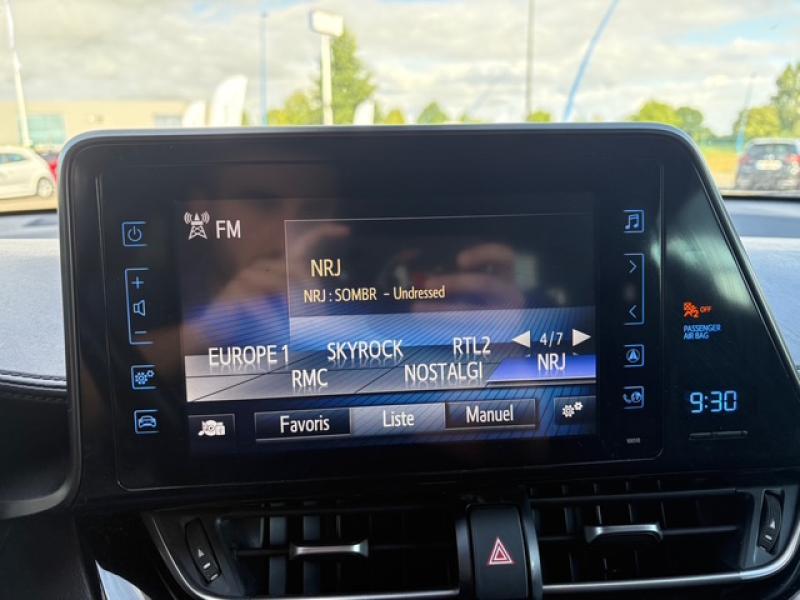 FM
NRJ
NRJ : SOMBR - Undressed
EUROPE 1 SKYROCK RTL2 4/7
RMC NOSTALGI NRJ
Favoris Liste Manuel
OFF
PASSENGER
AIR BAG
9:30